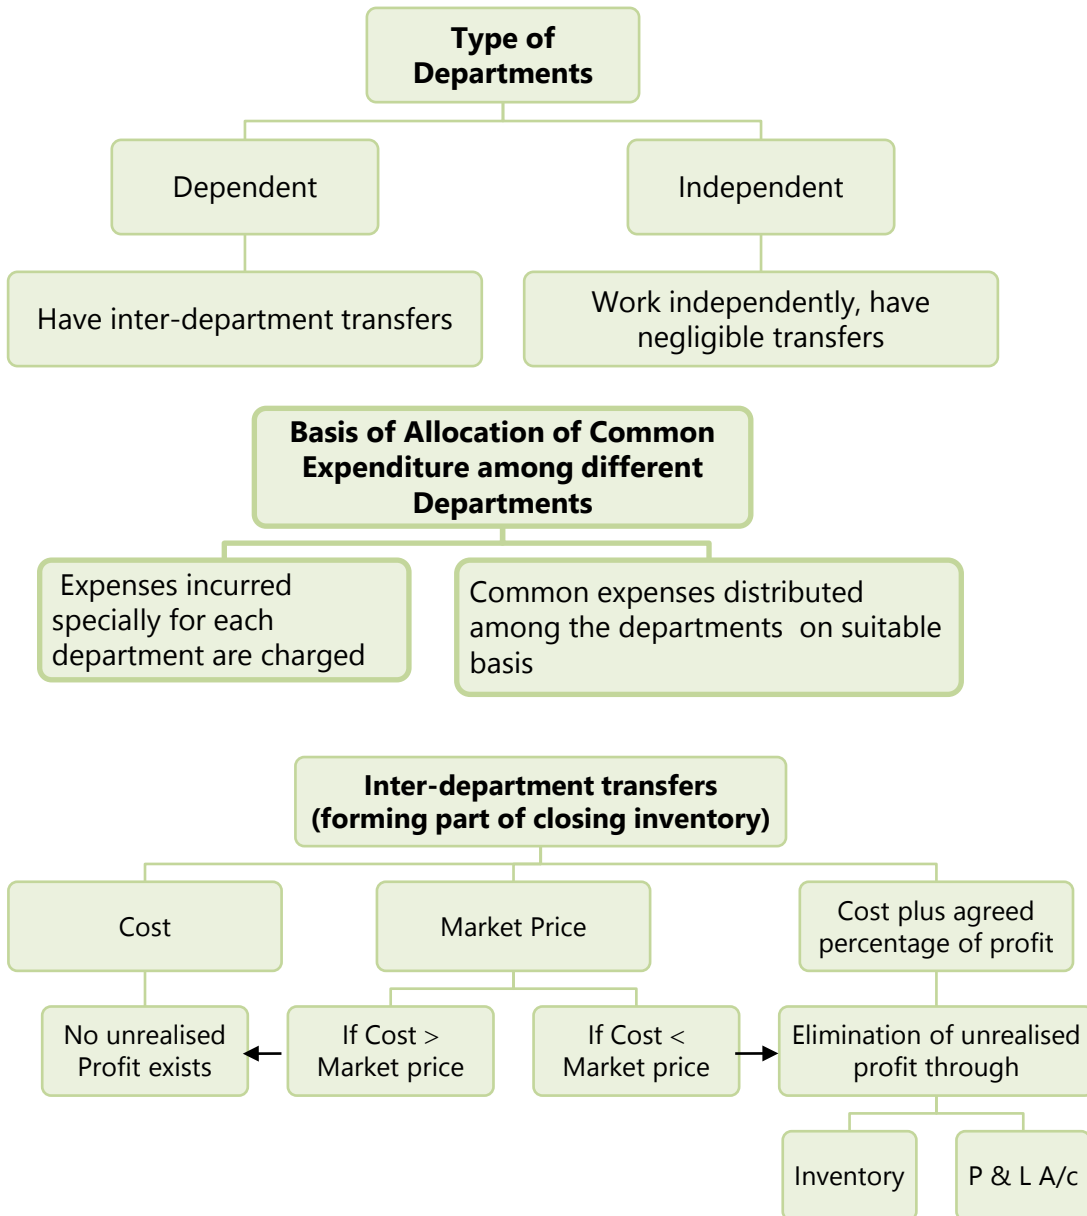 Type of
Departments
Dependent
Independent
Have inter-department transfers
Work independently, have
negligible transfers
Basis of Allocation of Common
Expenditure among different
Departments
Expenses incurred
specially for each
department are charged
Common expenses distributed
among the departments on suitable
basis
Inter-department transfers
(forming part of closing inventory)
Cost
Market Price
Cost plus agreed
percentage of profit
No unrealised
Profit exists
If Cost >
Market price
If Cost <
Market price
Elimination of unrealised
profit through
Inventory
P & L A/c